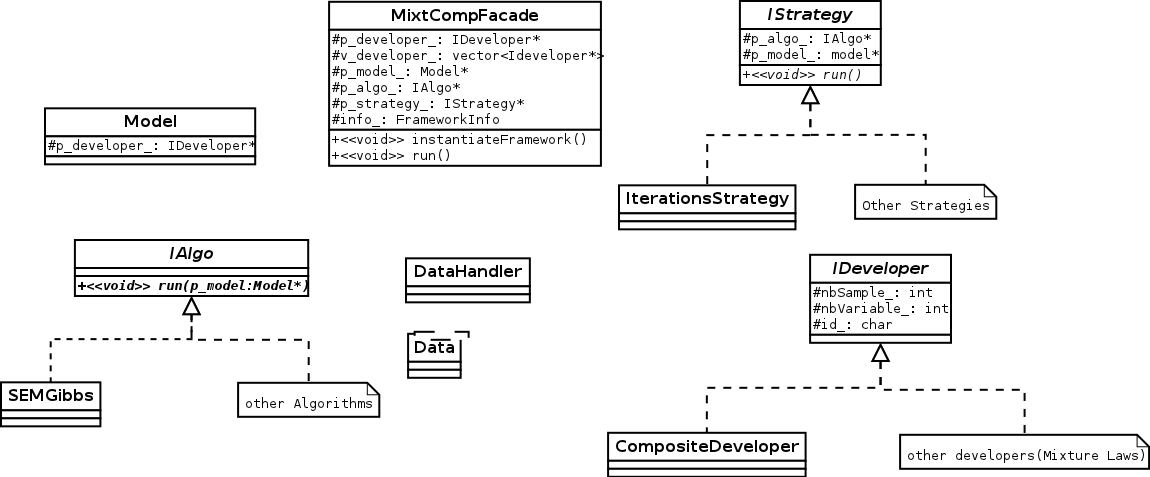 MixtCompFacade
#p_developer_: IDeveloper*
#v_developer_: vector<Ideveloper*>
#p_model_: Model*
#p_algo_: IAlgo*
#p_strategy_: IStrategy*
#info_: FrameworkInfo
+<<void>> instantiateFramework()
+<<void>> run()
IStrategy
#p_algo_: IAlgo*
#p_model_: model*
+<<void>> run()
Model
#p_developer_: IDeveloper*
IterationsStrategy
Other Strategies
IAlgo
+<<void>> run(p_model:Model*)
DataHandler
IDeveloper
#nbSample_: int
#nbVariable_: int
#id_: char
Data
SEMGibbs
other Algorithms
CompositeDeveloper
other developers(Mixture Laws)